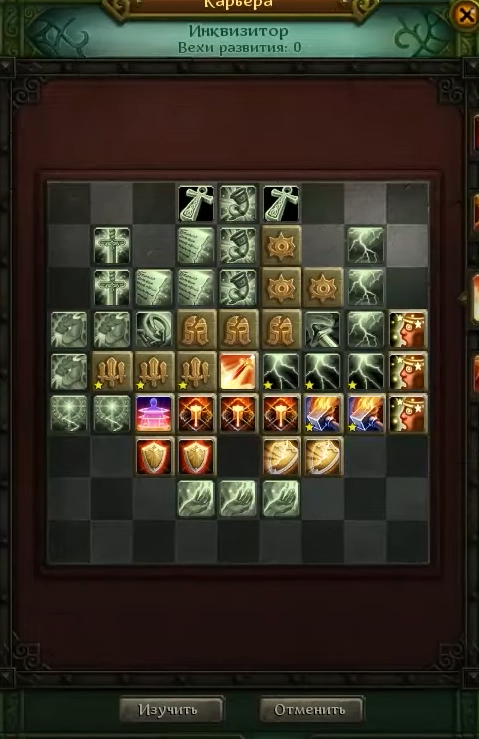 Карьера
Инквизитор
Вехи развития: 0
Изучить
Отменить